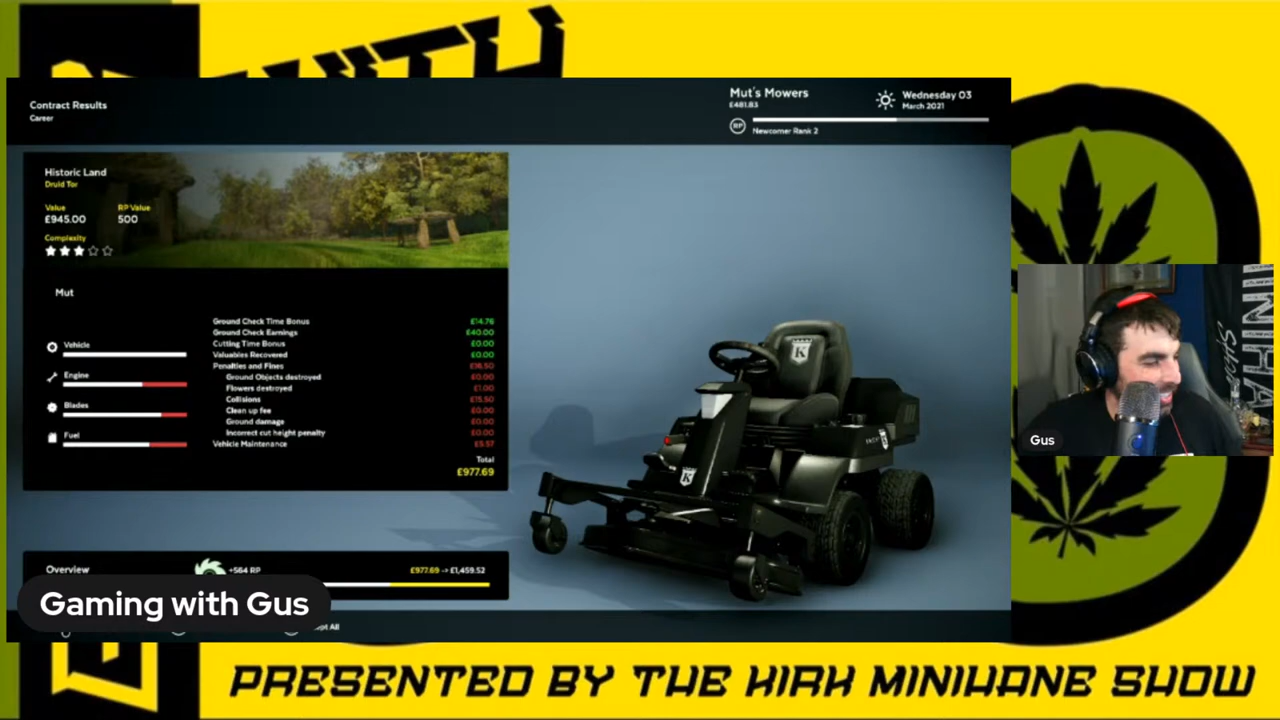 WITH
Contract Results
Career
Mut's Mowers
£481.83
Wednesday 03
March 2021
RP
Newcomer Rank 2
Historic Land
Druid Tor
Value
RP Value
£945.00
500
Complexity
Mut
Vehicle
Engine
Blades
Fuel
Ground Check Time Bonus £14.76
Ground Check Earnings £40.00
Cutting Time Bonus £0.00
Valuables Recovered £0.00
Penalties and Fines £16.50
Ground Objects destroyed £0.00
Flowers destroyed £1.00
Collisions £15.50
Clean up fee £0.00
Ground damage £0.00
Incorrect cut height penalty £0.00
Vehicle Maintenance £5.57
Total
£977.69
K
K
Overview
+564 RP
£977.69 -> £1,459.52
All
Gaming with Gus
Gus
PRESENTED BY THE KIRK MINIHANE SHOW